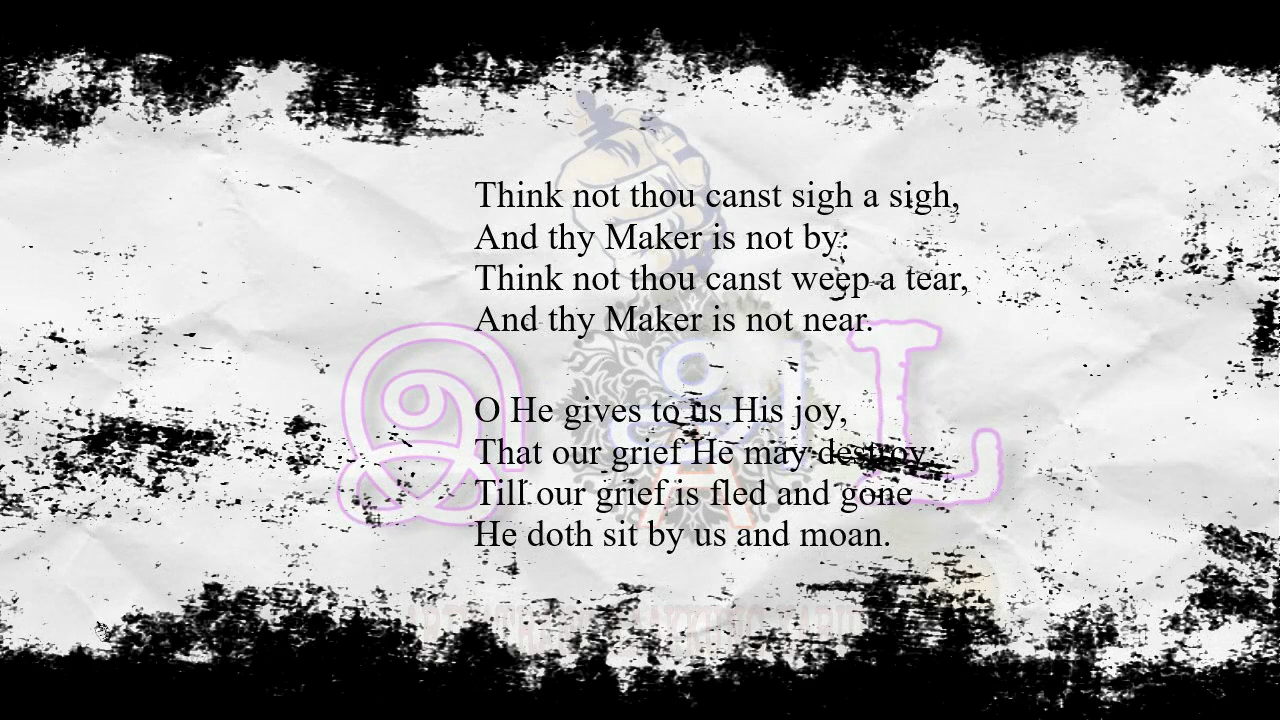 Think not thou canst sigh a sigh,
And thy Maker is not by:
Think not thou canst weep a tear,
And thy Maker is not near.
O He gives to us His joy,
That our grief He may destroy
Till our grief is fled and gone
He doth sit by us and moan.